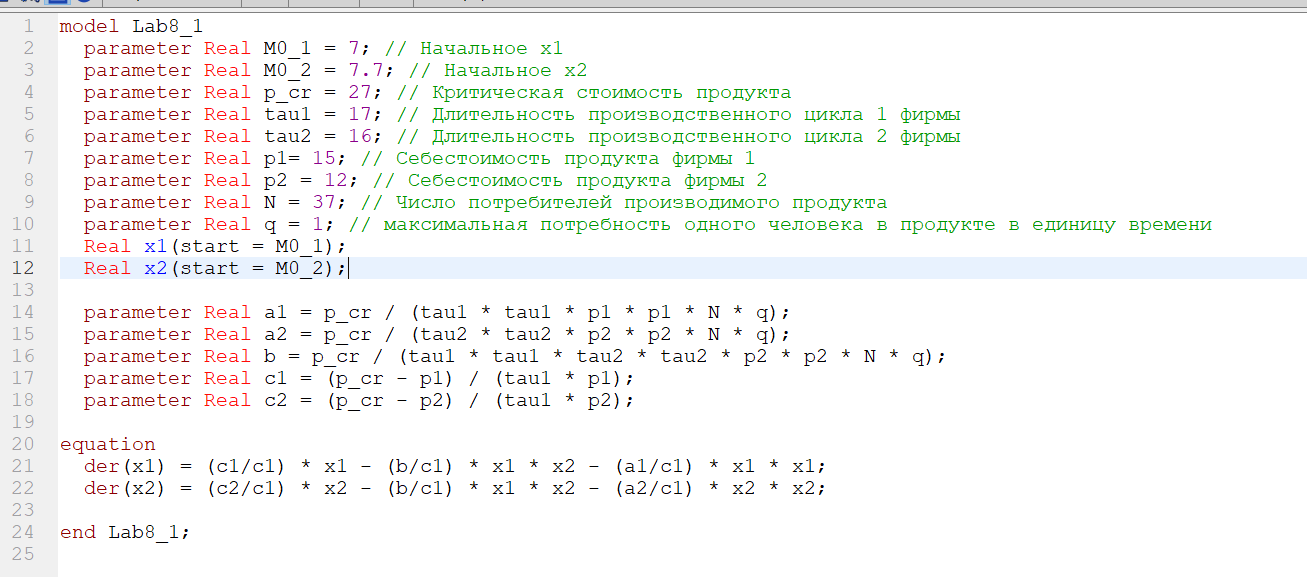 1 model Lab8_1
2 parameter Real M0_1 = 7; // Начальное x1
3 parameter Real M0_2 = 7.7; // Начальное x2
4 parameter Real p_cr = 27; // Критическая стоимость продукта
5 parameter Real tau1 = 17; // Длительность производственного цикла 1 фирмы
6 parameter Real tau2 = 16; // Длительность производственного цикла 2 фирмы
7 parameter Real p1= 15; // Себестоимость продукта фирмы 1
8 parameter Real p2 = 12; // Себестоимость продукта фирмы 2
9 parameter Real N = 37; // Число потребителей производимого продукта
10 parameter Real q = 1; // максимальная потребность одного человека в продукте в единицу времени
11 Real x1(start = M0_1);
12 Real x2(start = M0_2);
13
14 parameter Real a1 = p_cr / (tau1 * tau1 * p1 * p1 * N * q);
15 parameter Real a2 = p_cr / (tau2 * tau2 * p2 * p2 * N * q);
16 parameter Real b = p_cr / (tau1 * tau1 * tau2 * tau2 * p2 * p2 * N * q);
17 parameter Real c1 = (p_cr - p1) / (tau1 * p1);
18 parameter Real c2 = (p_cr - p2) / (tau1 * p2);
19
20 equation
21 der(x1) = (c1/c1) * x1 - (b/c1) * x1 * x2 - (a1/c1) * x1 * x1;
22 der(x2) = (c2/c1) * x2 - (b/c1) * x1 * x2 - (a2/c1) * x2 * x2;
23
24 end Lab8_1;
25